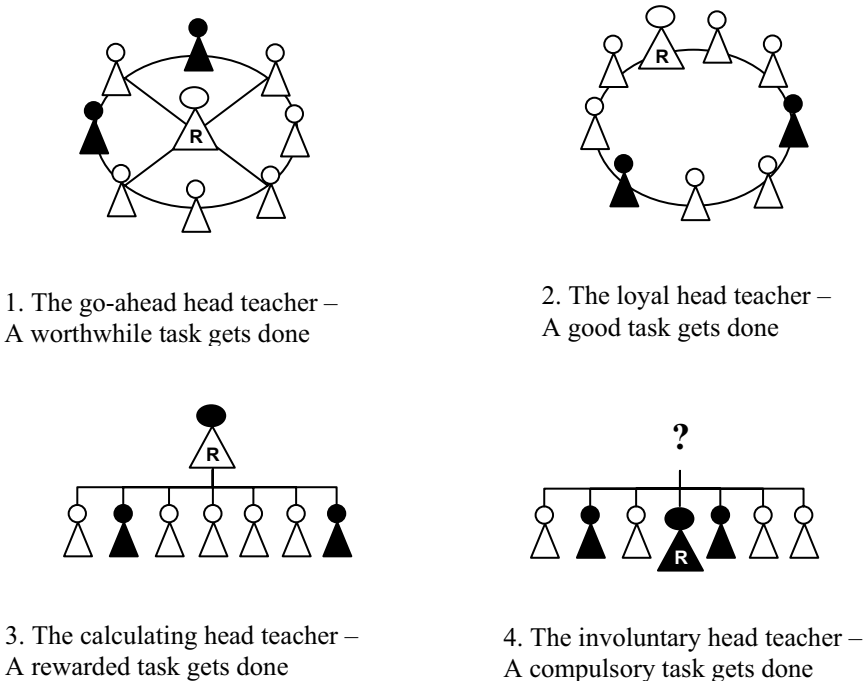 R
R
1. The go-ahead head teacher –
A worthwhile task gets done
2. The loyal head teacher –
A good task gets done
R
?
R
3. The calculating head teacher –
A rewarded task gets done
4. The involuntary head teacher –
A compulsory task gets done